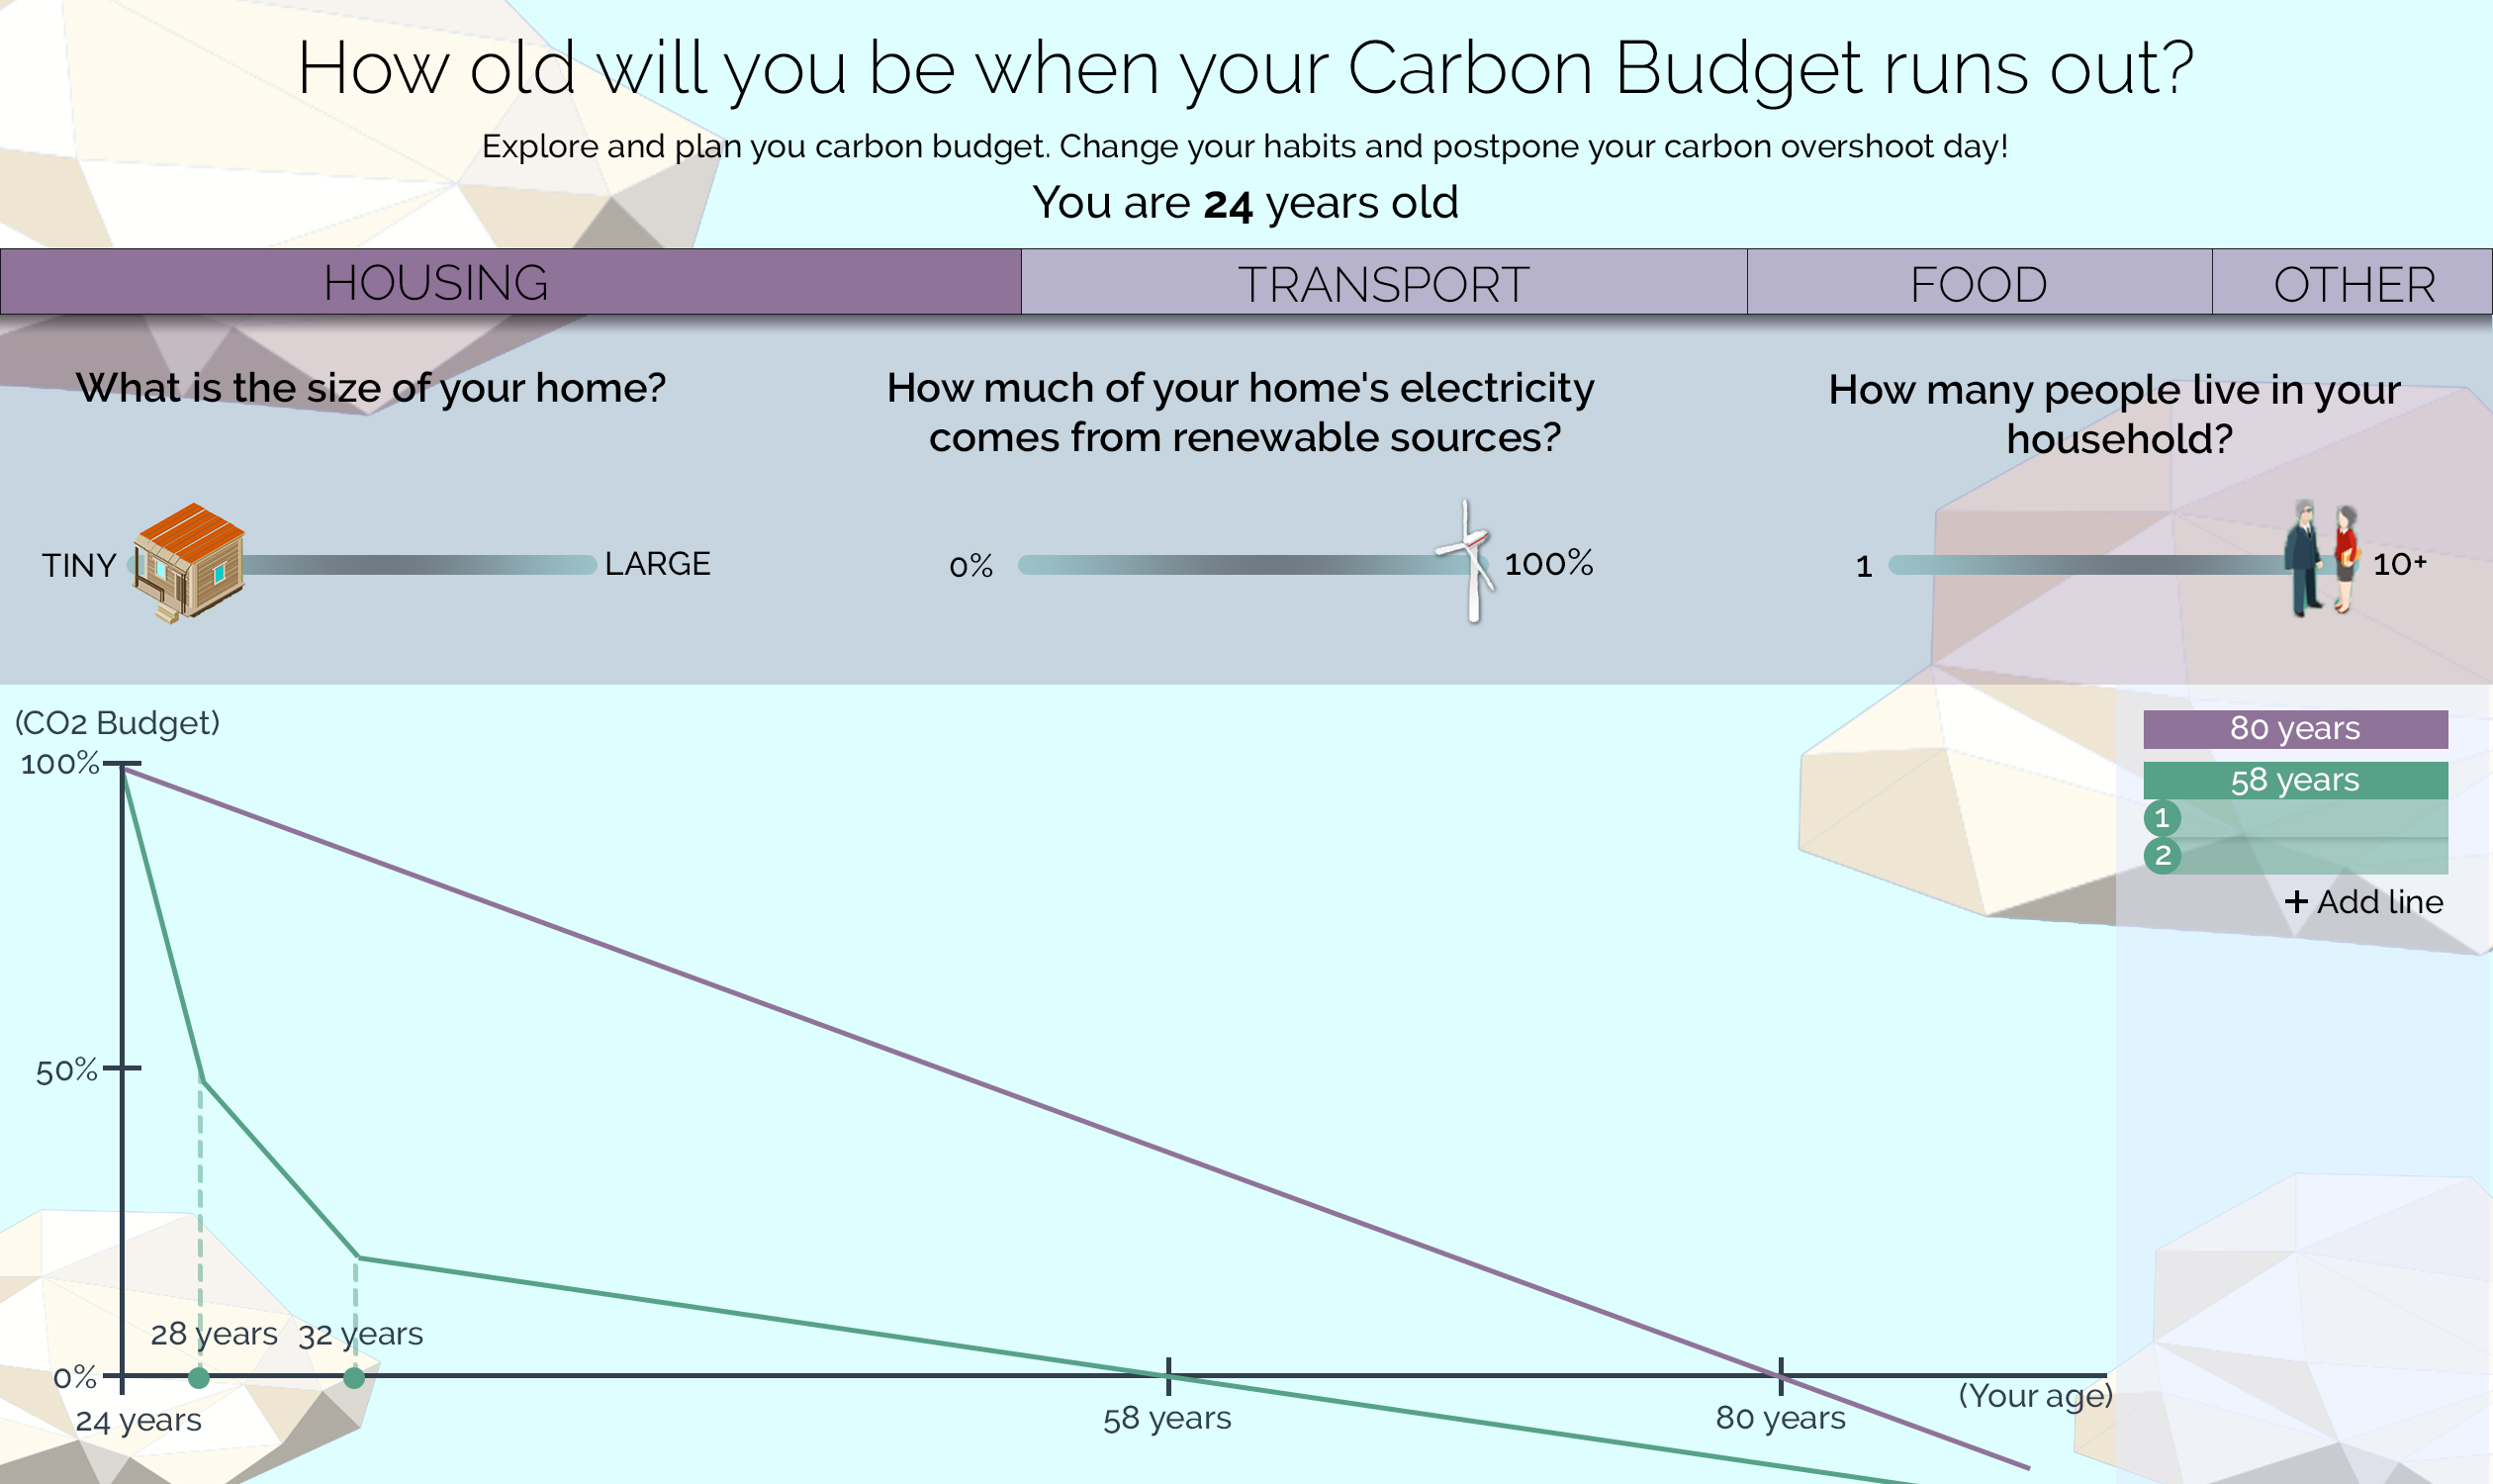 How old will you be when your Carbon Budget runs out?
Explore and plan you carbon budget. Change your habits and postpone your carbon overshoot day!
You are 24 years old
HOUSING
TRANSPORT
FOOD
OTHER
What is the size of your home?
TINY
LARGE
How much of your home's electricity
comes from renewable sources?
0%
100%
How many people live in your
household?
1
10+
(CO2 Budget)
100%
50%
0%
28 years
32 years
24 years
58 years
80 years
(Your age)
80 years
58 years
1
2
+ Add line